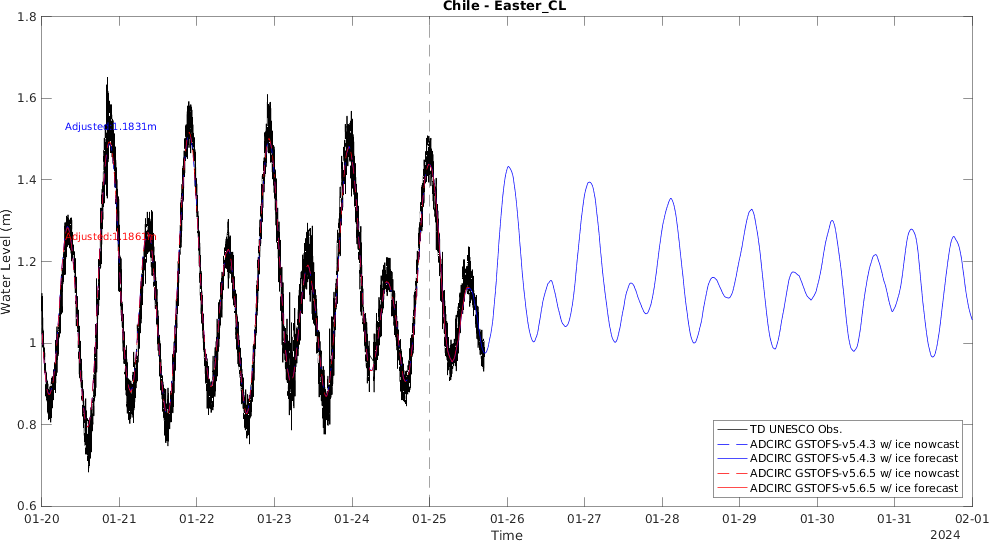 Chile - Easter_CL
1.8
1.6
1.4
1.2
1
0.8
0.6
Water Level (m)
Adjusted:1.1831m
Adjusted:1.1861m
TD UNESCO Obs.
ADCIRC GSTOFS-v5.4.3 w/ ice nowcast
ADCIRC GSTOFS-v5.4.3 w/ ice forecast
ADCIRC GSTOFS-v5.6.5 w/ ice nowcast
ADCIRC GSTOFS-v5.6.5 w/ ice forecast
01-20 01-21 01-22 01-23 01-24 01-25 01-26 01-27 01-28 01-29 01-30 01-31 02-01
Time
2024